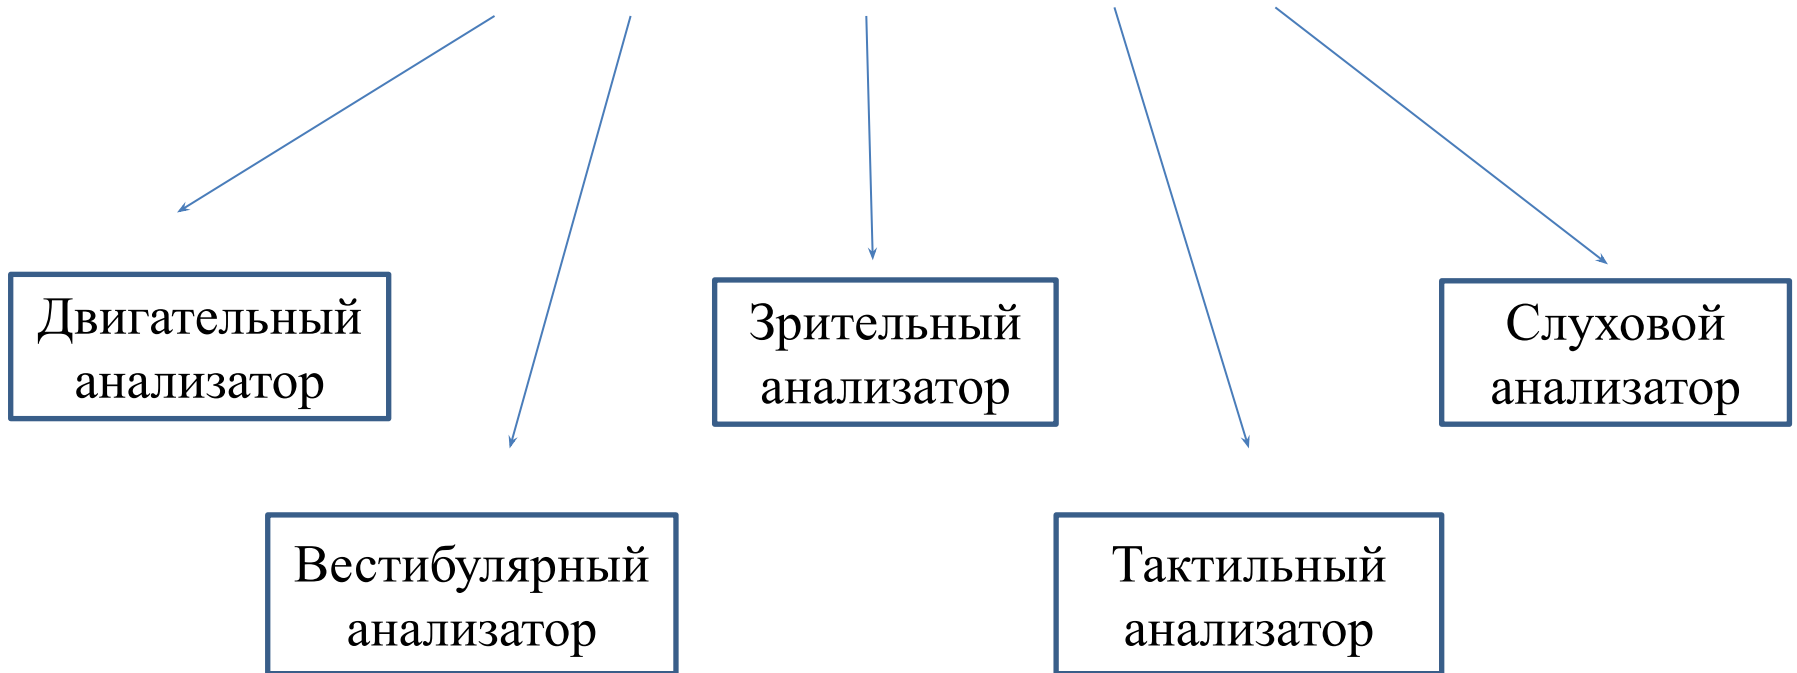 Двигательный
анализатор
Зрительный
анализатор
Слуховой
анализатор
Вестибулярный
анализатор
Тактильный
анализатор